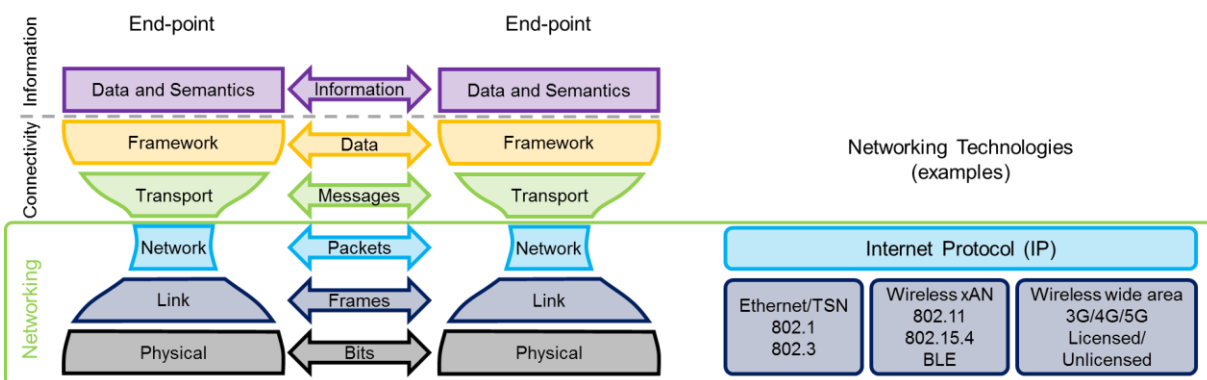 End-point
End-point
Information
Data and Semantics
Information
Data and Semantics
Connectivity
Framework
Data
Framework
Networking Technologies
(examples)
Transport
Messages
Transport
Networking
Network
Packets
Network
Internet Protocol (IP)
Link
Frames
Link
Ethernet/TSN
802.1
802.3
Wireless xAN
802.11
802.15.4
BLE
Wireless wide area
3G/4G/5G
Licensed/
Unlicensed
Physical
Bits
Physical